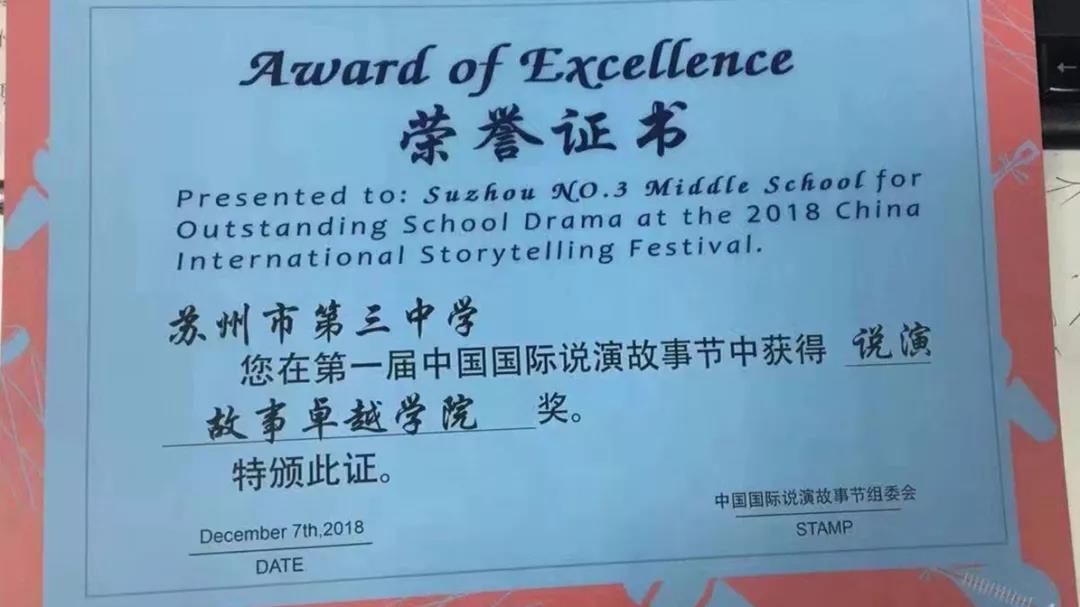 Award of Excellence
荣誉证书
Presented to: Suzhou NO.3 Middle School for
Outstanding School Drama at the 2018 China
International Storytelling Festival.
苏州市第三中学
您在第一届中国国际说演故事节中获得 说演
故事卓越学院 奖。
特颁此证。
中国国际说演故事节组委会
STAMP
December 7th,2018
DATE